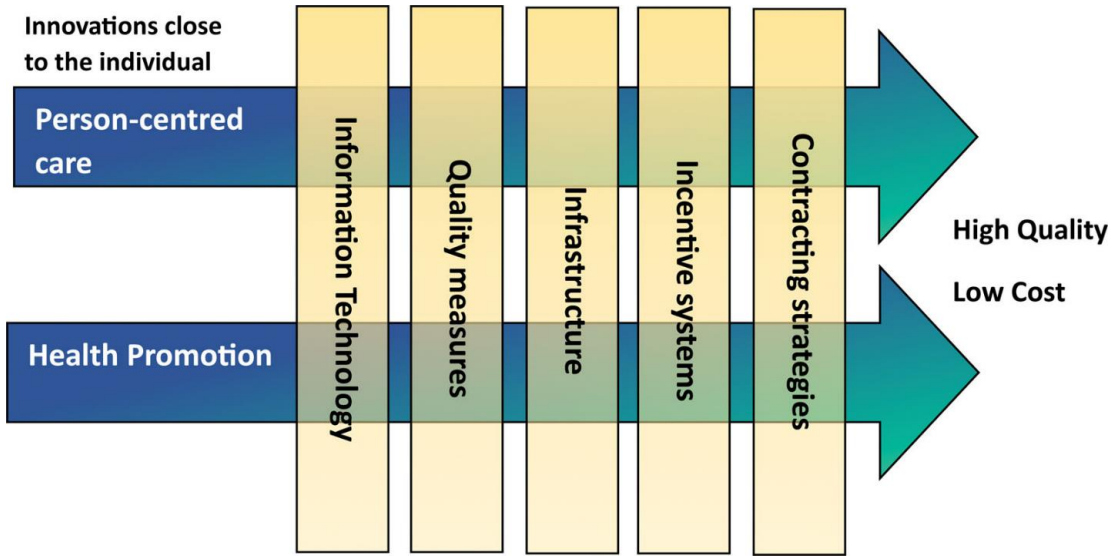 Innovations close
to the individual
Person-centred
care
Health Promotion
Information Technology
Quality measures
Infrastructure
Incentive systems
Contracting strategies
High Quality
Low Cost